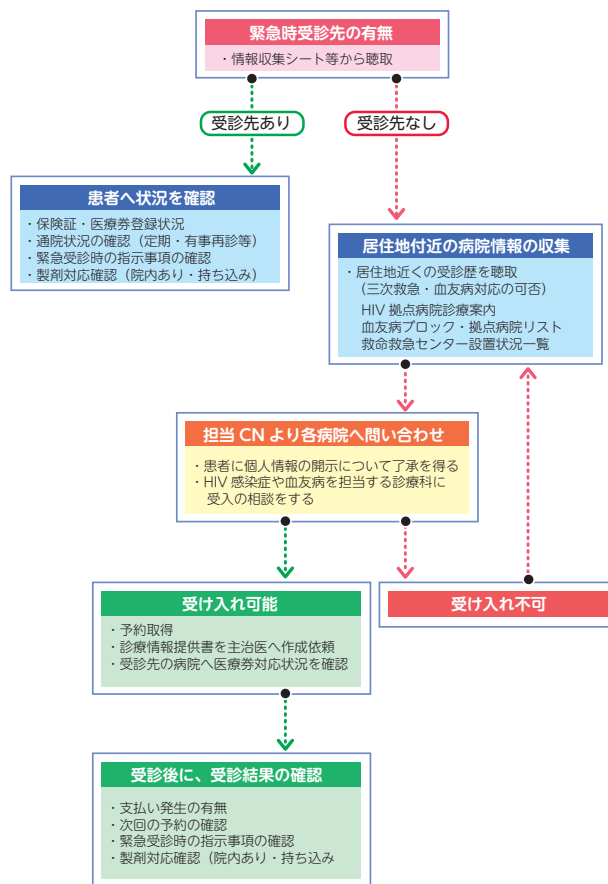 緊急時受診先の有無
・情報収集シート等から聴取
受診先あり
受診先なし
患者へ状況を確認
・保険証・医療券登録状況
・通院状況の確認（定期・有事再診等）
・緊急受診時の指示事項の確認
・製剤対応確認（院内あり・持ち込み）
居住地付近の病院情報の収集
・居住地近くの受診歴を聴取
（三次救急・血友病対応の可否）
HIV 拠点病院診療案内
血友病ブロック・拠点病院リスト
救命救急センター設置状況一覧
担当 CN より各病院へ問い合わせ
・患者に個人情報の開示について了承を得る
・HIV 感染症や血友病を担当する診療科に
受入の相談をする
受け入れ可能
・予約取得
・診療情報提供書を主治医へ作成依頼
・受診先の病院へ医療券対応状況を確認
受け入れ不可
受診後に、受診結果の確認
・支払い発生の有無
・次回の予約の確認
・緊急受診時の指示事項の確認
・製剤対応確認（院内あり・持ち込み